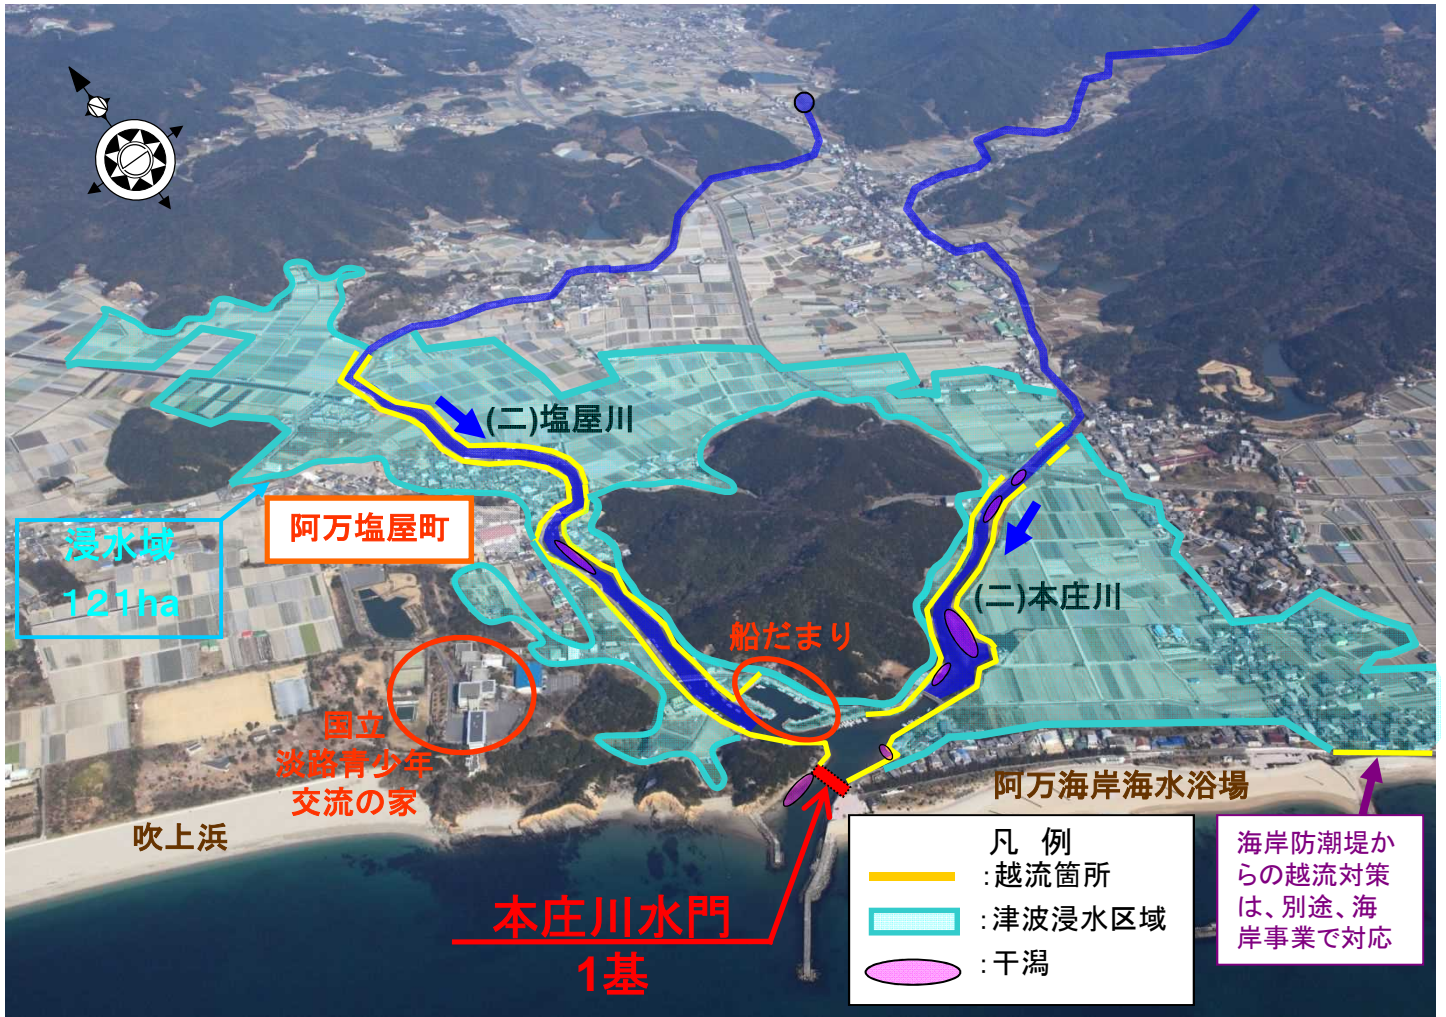 (二)塩屋川
阿万塩屋町
浸水域
121ha
(二)本庄川
船だまり
国立
淡路青少年
交流の家
阿万海岸海水浴場
吹上浜
本庄川水門
1基
凡 例
:越流箇所
:津波浸水区域
:干潟
海岸防潮堤か
らの越流対策
は、別途、海
岸事業で対応